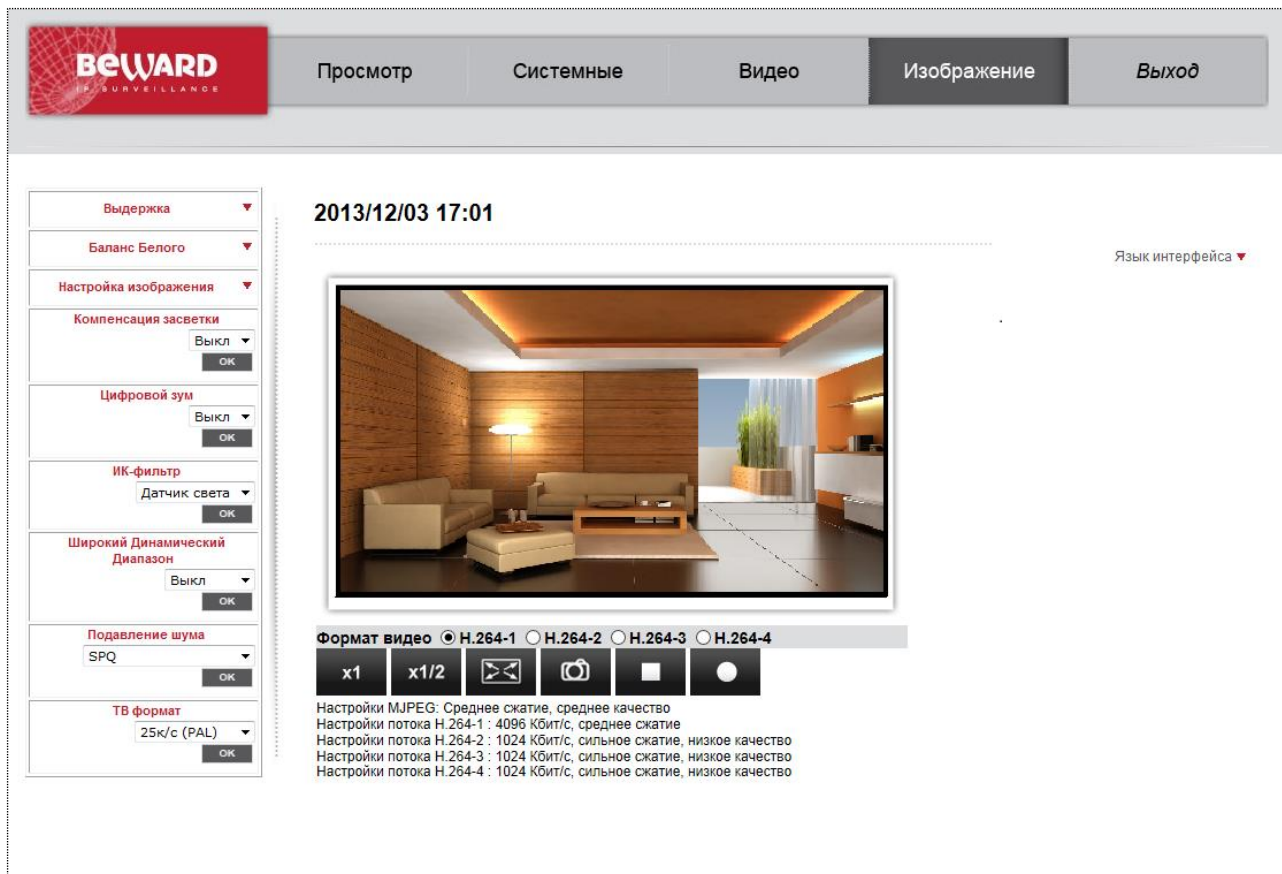 BEWARD
IP SURVEILLANCE
Просмотр
Системные
Видео
Изображение
Выход
Выдержка
Баланс Белого
Настройка изображения
Компенсация засветки
Выкл
OK
Цифровой зум
Выкл
OK
ИК-фильтр
Датчик света
OK
Широкий Динамический
Диапазон
Выкл
OK
Подавление шума
SPQ
OK
ТВ формат
25к/с (PAL)
OK
2013/12/03 17:01
Язык интерфейса
Формат видео H.264-1 H.264-2 H.264-3 H.264-4
x1
x1/2
Настройки MJPEG: Среднее сжатие, среднее качество
Настройки потока H.264-1 : 4096 Кбит/с, среднее сжатие
Настройки потока H.264-2 : 1024 Кбит/с, сильное сжатие, низкое качество
Настройки потока H.264-3 : 1024 Кбит/с, сильное сжатие, низкое качество
Настройки потока H.264-4 : 1024 Кбит/с, сильное сжатие, низкое качество